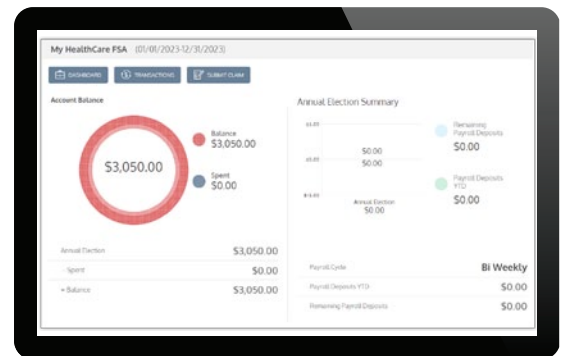 My HealthCare FSA (01/01/2023-12/31/2023)
DASHBOARD TRANSACTIONS SUBMIT CLAIM
Account Balance
$3,050.00
Balance
$3,050.00
Spent
$0.00
Annual Election $3,050.00
- Spent $0.00
= Balance $3,050.00
Annual Election Summary
$0.00
$0.00
Annual Election
$0.00
Remaining
Payroll Deposits
$0.00
Payroll Deposits
YTD
$0.00
Payroll Cycle Bi Weekly
Payroll Deposits YTD $0.00
Remaining Payroll Deposits $0.00